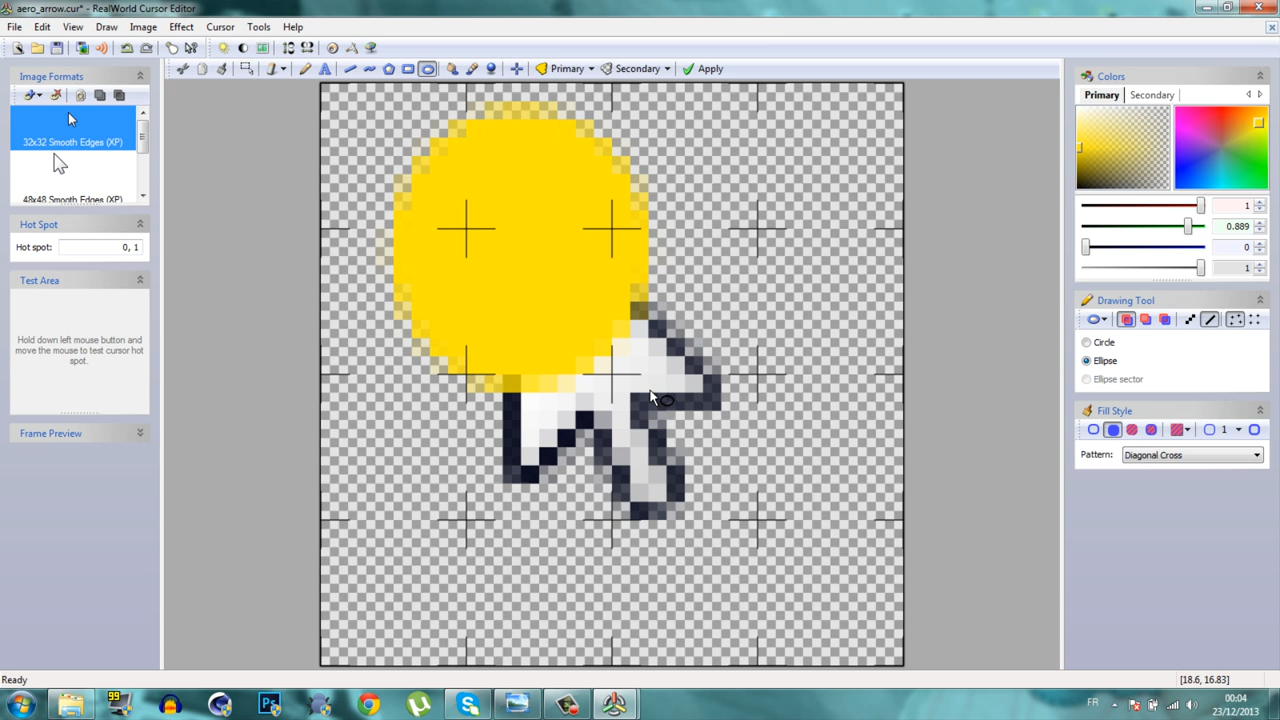 aero_arrow.cur* - RealWorld Cursor Editor
File Edit View Draw Image Effect Cursor Tools Help
Primary Secondary Apply
Image Formats
32x32 Smooth Edges (XP)
48x48 Smooth Edges (XP)
Hot Spot
Hot spot: 0, 1
Test Area
Hold down left mouse button and
move the mouse to test cursor hot
spot.
Frame Preview
Colors
Primary Secondary
1
0.889
0
1
Drawing Tool
Circle
Ellipse
Ellipse sector
Fill Style
1
Pattern: Diagonal Cross
Ready [18.6, 16.83]
99 Ps FR 00:04
23/12/2013